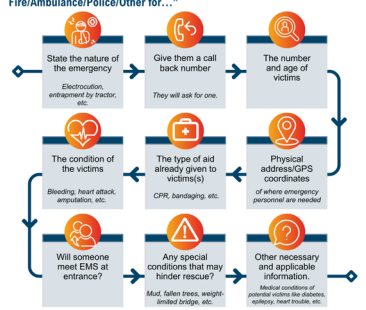 Fire/Ambulance/Police/Other for…"
State the nature of
the emergency
Electrocution,
entrapment by tractor,
etc.
Give them a call
back number
They will ask for one.
The number
and age of
victims
Physical
address/GPS
coordinates
of where emergency
personnel are needed
The type of aid
already given to
victims(s)
CPR, bandaging, etc.
The condition of
the victims
Bleeding, heart attack,
amputation, etc.
Will someone
meet EMS at
entrance?
Any special
conditions that may
hinder rescue?
Mud, fallen trees, weight-
limited bridge, etc.
Other necessary
and applicable
information.
Medical conditions of
potential victims like diabetes,
epilepsy, heart trouble, etc.